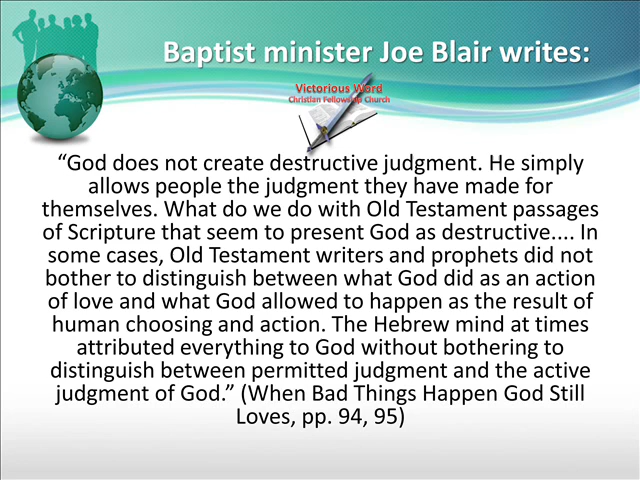 Baptist minister Joe Blair writes:
Victorious Word
Christian Fellowship Church
“God does not create destructive judgment. He simply
allows people the judgment they have made for
themselves. What do we do with Old Testament passages
of Scripture that seem to present God as destructive.... In
some cases, Old Testament writers and prophets did not
bother to distinguish between what God did as an action
of love and what God allowed to happen as the result of
human choosing and action. The Hebrew mind at times
attributed everything to God without bothering to
distinguish between permitted judgment and the active
judgment of God.” (When Bad Things Happen God Still
Loves, pp. 94, 95)